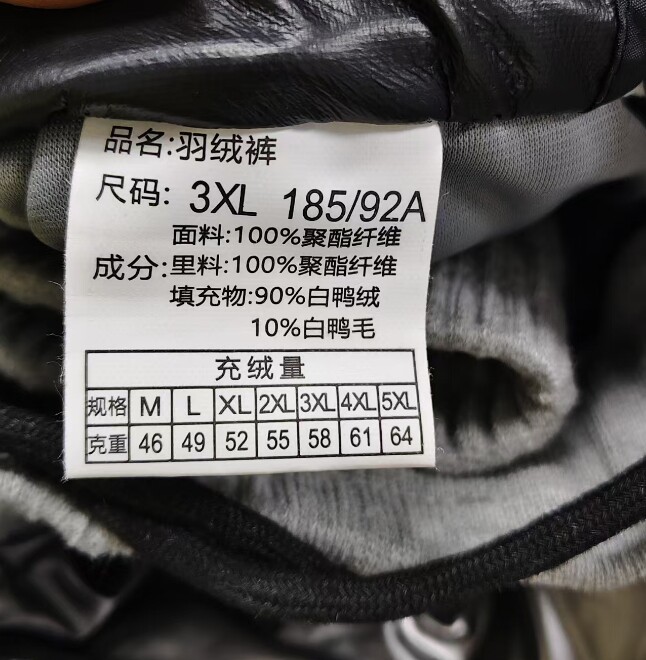 品名:羽绒裤
尺码: 3XL 185/92A
面料:100%聚酯纤维
成分:里料:100%聚酯纤维
填充物:90%白鸭绒
10%白鸭毛
充绒量
规格 M L XL 2XL 3XL 4XL 5XL
克重 46 49 52 55 58 61 64